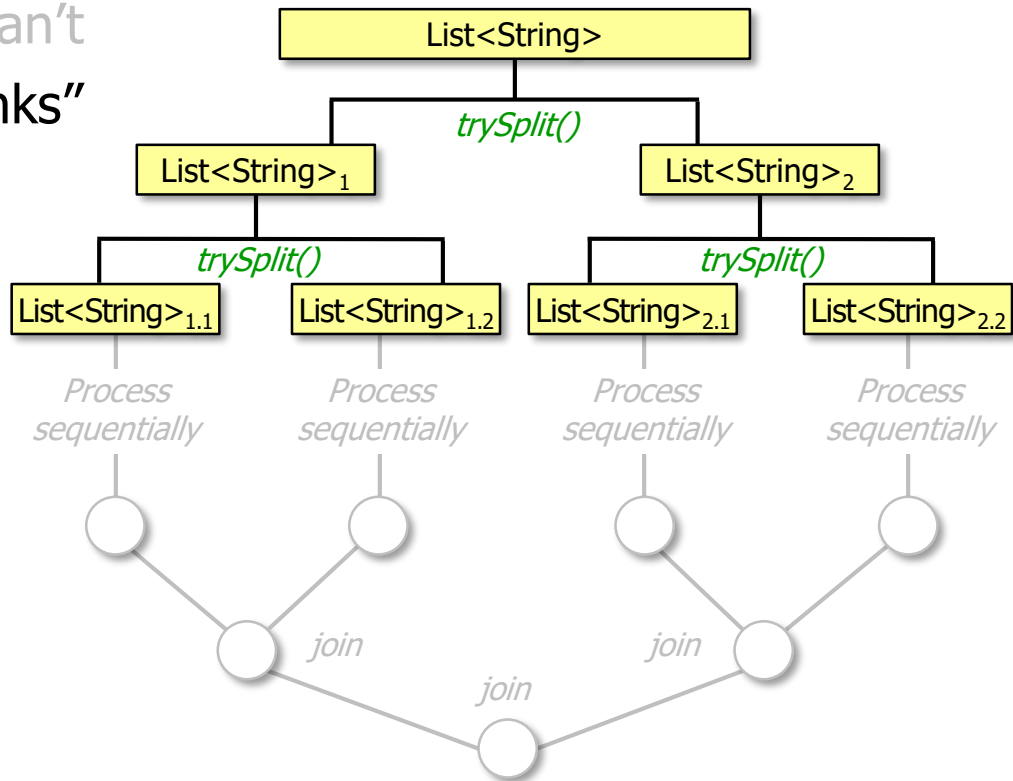 an't
nks”
List<String>
trySplit()
List<String>1
List<String>2
trySplit()
trySplit()
List<String>1.1
List<String>1.2
List<String>2.1
List<String>2.2
Process
sequentially
Process
sequentially
Process
sequentially
Process
sequentially
join
join
join